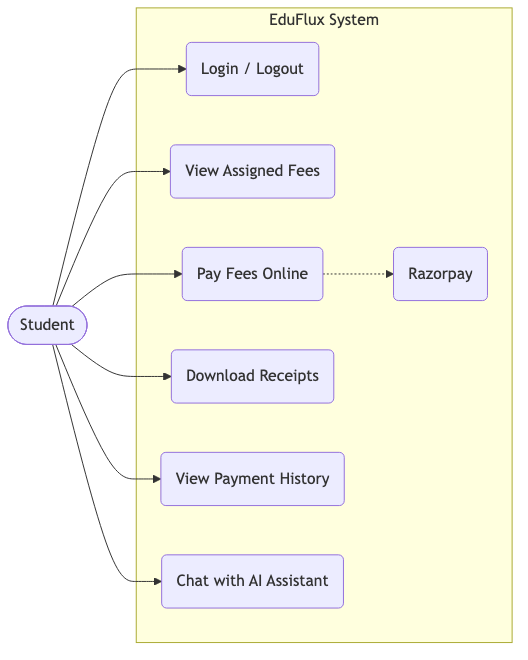 EduFlux System
Login / Logout
View Assigned Fees
Pay Fees Online
Razorpay
Student
Download Receipts
View Payment History
Chat with AI Assistant